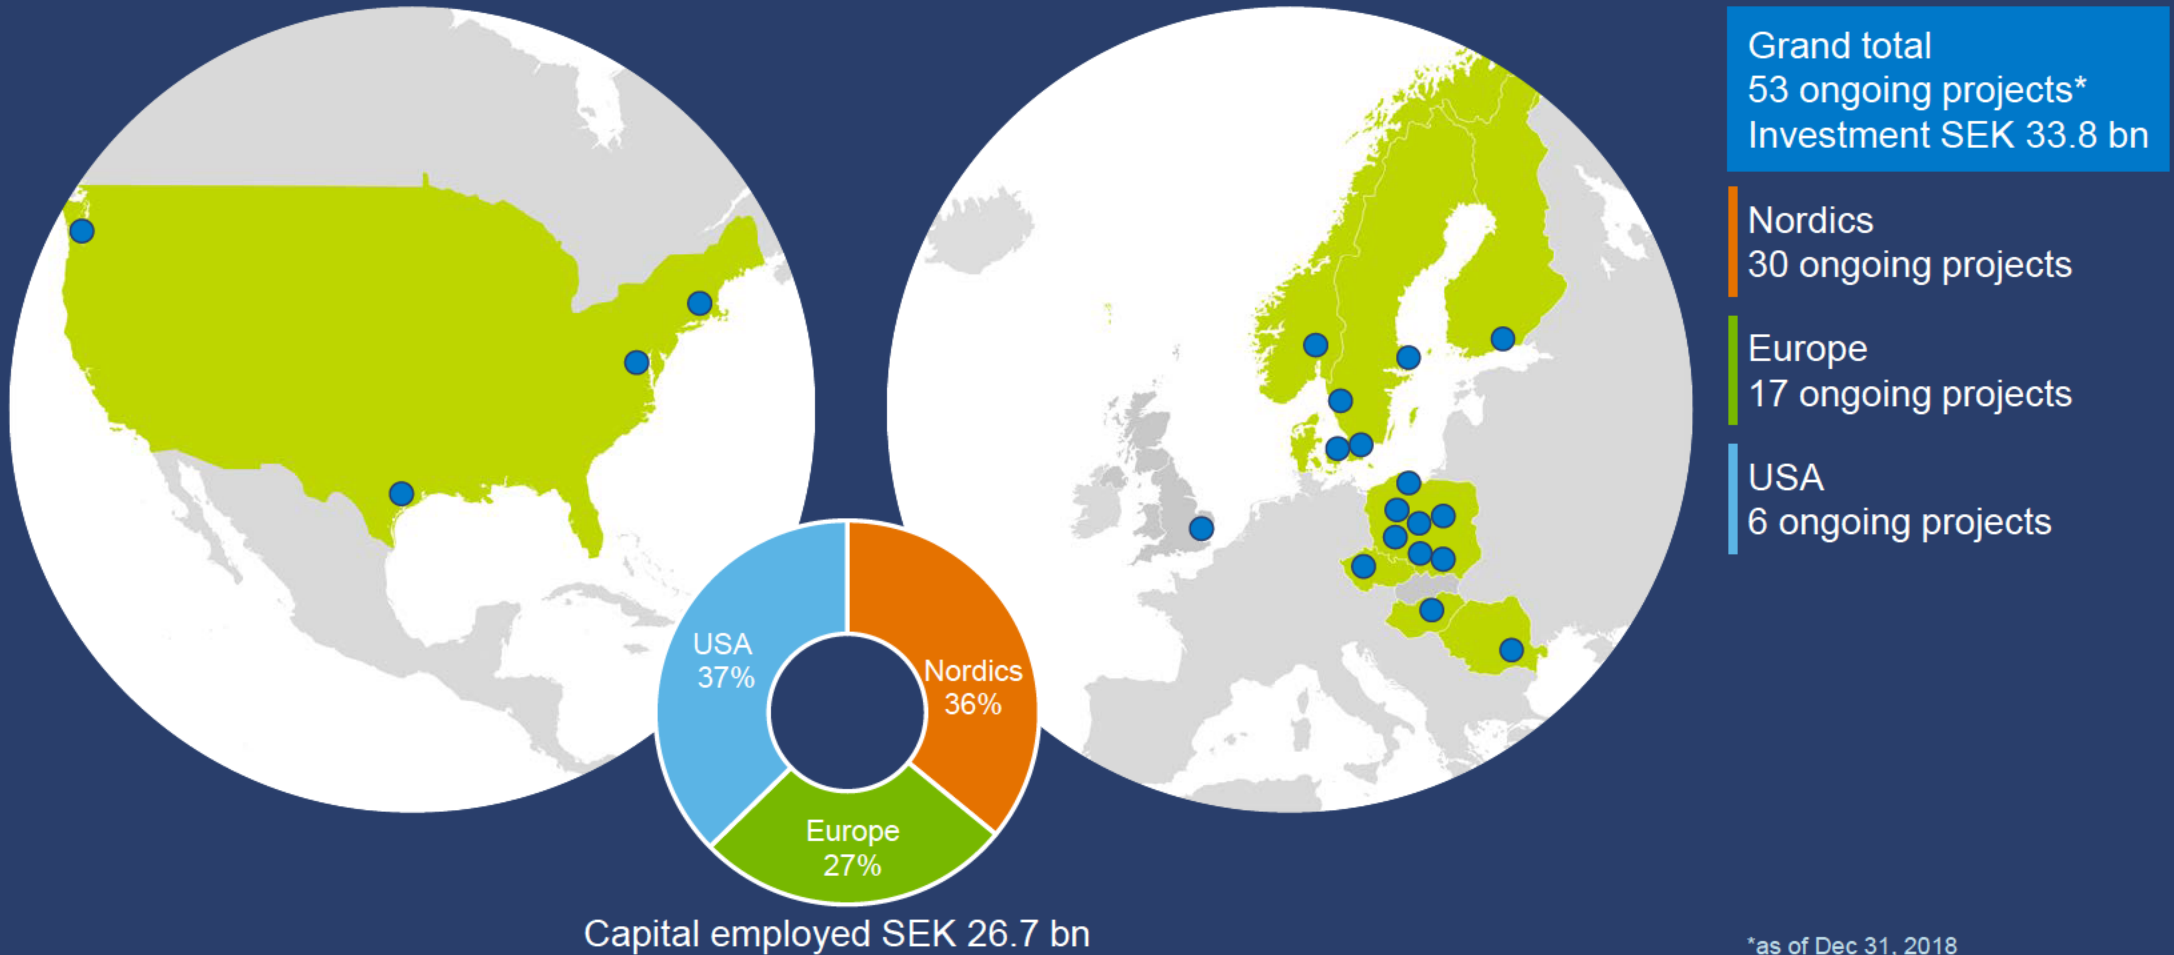 Grand total
53 ongoing projects*
Investment SEK 33.8 bn
Nordics
30 ongoing projects
Europe
17 ongoing projects
USA
6 ongoing projects
USA
37%
Nordics
36%
Europe
27%
Capital employed SEK 26.7 bn
*as of Dec 31, 2018